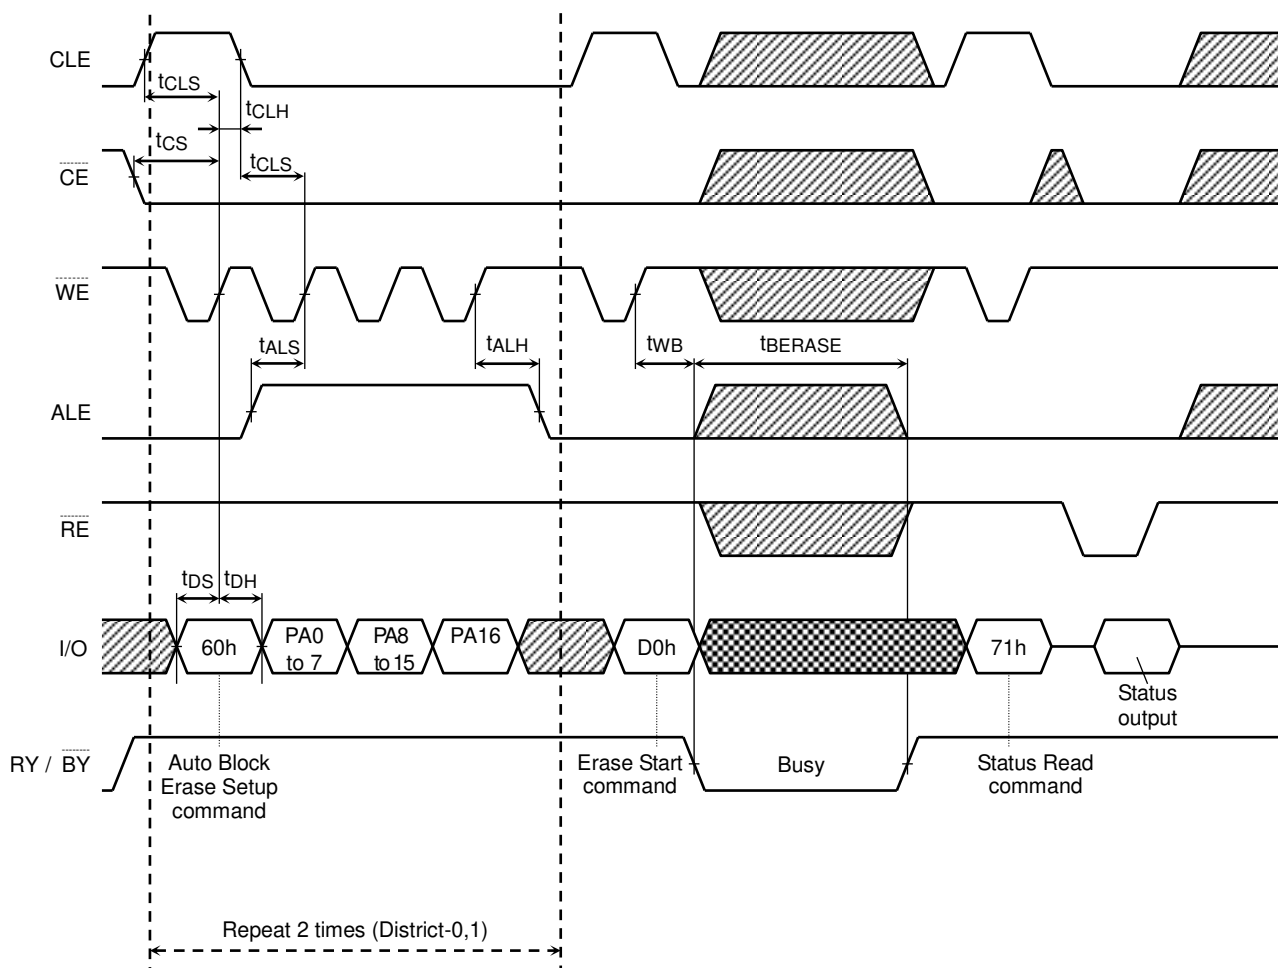 CLE
tCLS
tCLH
tCS
tCLS
CE
WE
tALS
tALH
tWB
tBERASE
ALE
RE
tDS
tDH
I/O
60h
PA0
to 7
PA8
to 15
PA16
D0h
71h
Status
output
RY / BY
Auto Block
Erase Setup
command
Erase Start
command
Busy
Status Read
command
Repeat 2 times (District-0,1)